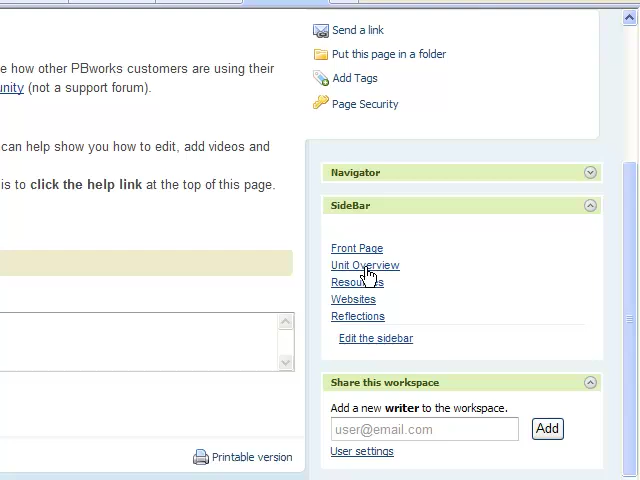 Send a link
Put this page in a folder
e how other PBworks customers are using their
Add Tags
unity (not a support forum).
Page Security
can help show you how to edit, add videos and
Navigator
is to click the help link at the top of this page.
SideBar
Front Page
Unit Overview
Resources
Websites
Reflections
Edit the sidebar
Share this workspace
Add a new writer to the workspace.
user@email.com Add
User settings
Printable version